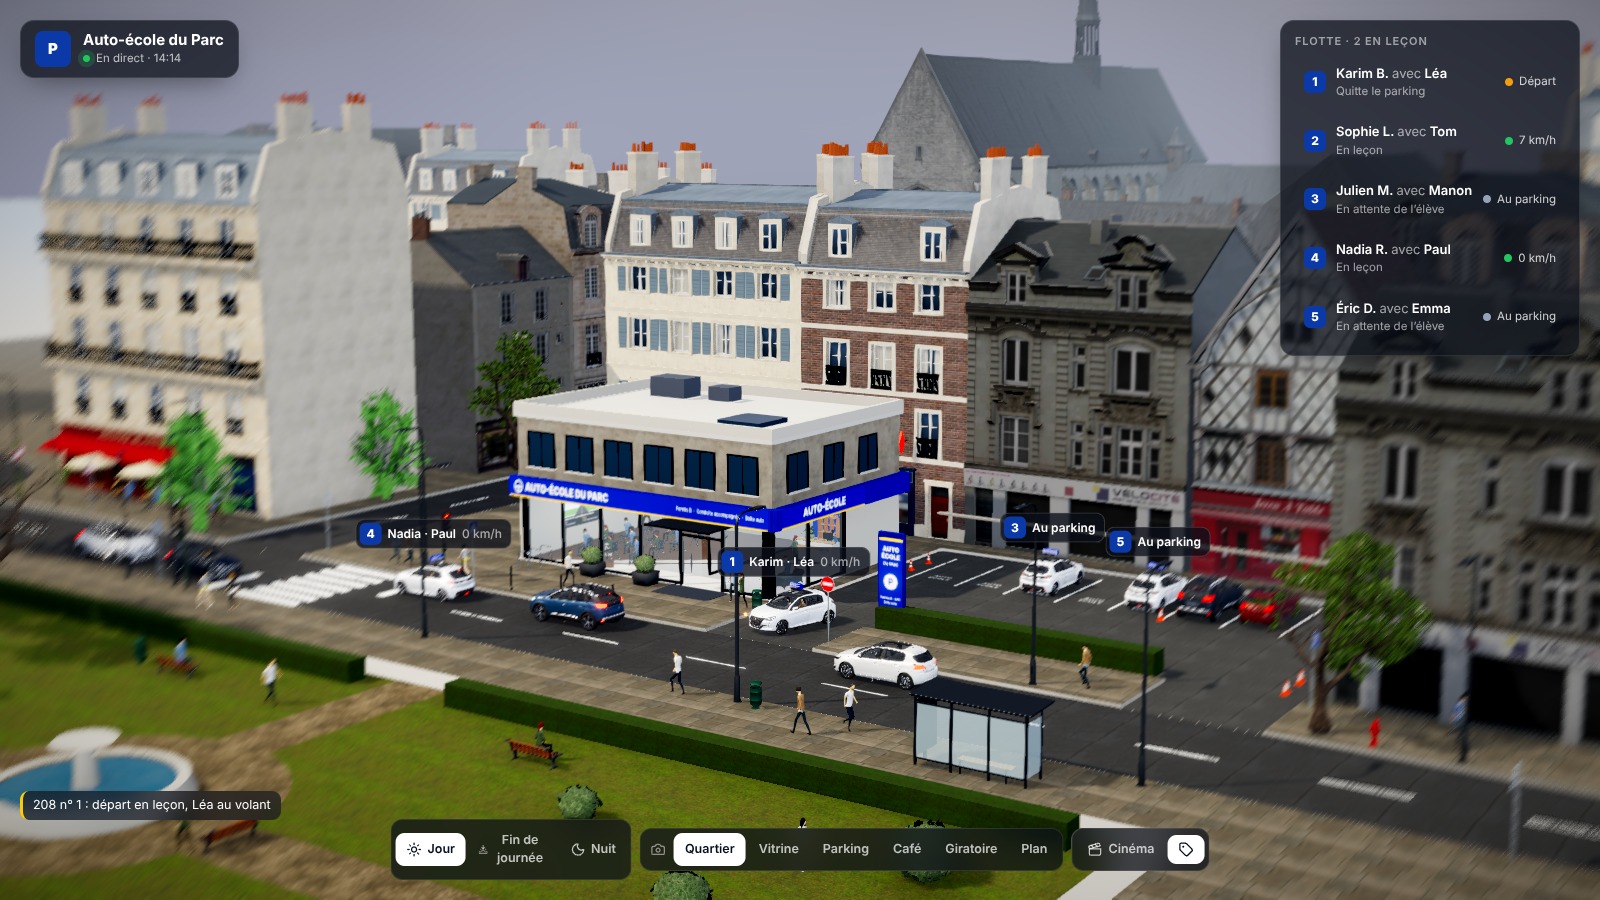 P
Auto-école du Parc
En direct · 14:14
FLOTTE · 2 EN LEÇON
1
Karim B. avec Léa
Quitte le parking
Départ
2
Sophie L. avec Tom
En leçon
7 km/h
3
Julien M. avec Manon
En attente de l'élève
Au parking
4
Nadia R. avec Paul
En leçon
0 km/h
5
Éric D. avec Emma
En attente de l'élève
Au parking
AUTO-ÉCOLE DU PARC
AUTO-ÉCOLE
VELOCITÉ
4 Nadia · Paul 0 km/h
1 Karim · Léa 0 km/h
3 Au parking
5 Au parking
AUTO
ÉCOLE
P
208 n° 1 : départ en leçon, Léa au volant
Jour
Fin de
journée
Nuit
Quartier
Vitrine
Parking
Café
Giratoire
Plan
Cinéma